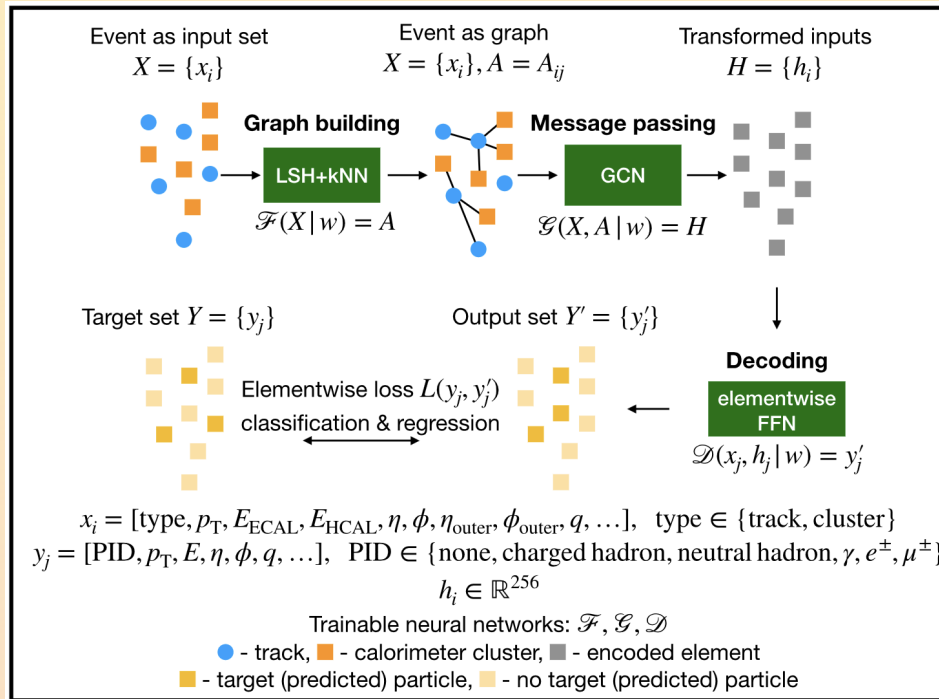 Event as input set
X = {x_i}
Event as graph
X = {x_i}, A = A_{ij}
Transformed inputs
H = {h_i}
Graph building
LSH+kNN
ℱ(X | w) = A
Message passing
GCN
𝒢(X, A | w) = H
Target set Y = {y_j}
Output set Y′ = {y′_j}
Decoding
elementwise
FFN
𝒟(x_j, h_j | w) = y′_j
Elementwise loss L(y_j, y′_j)
classification & regression
x_i = [type, p_T, E_ECAL, E_HCAL, η, ϕ, η_outer, ϕ_outer, q, …], type ∈ {track, cluster}
y_j = [PID, p_T, E, η, ϕ, q, …], PID ∈ {none, charged hadron, neutral hadron, γ, e^±, μ^±}
h_i ∈ ℝ^256
Trainable neural networks: ℱ, 𝒢, 𝒟
- track, - calorimeter cluster, - encoded element
- target (predicted) particle, - no target (predicted) particle